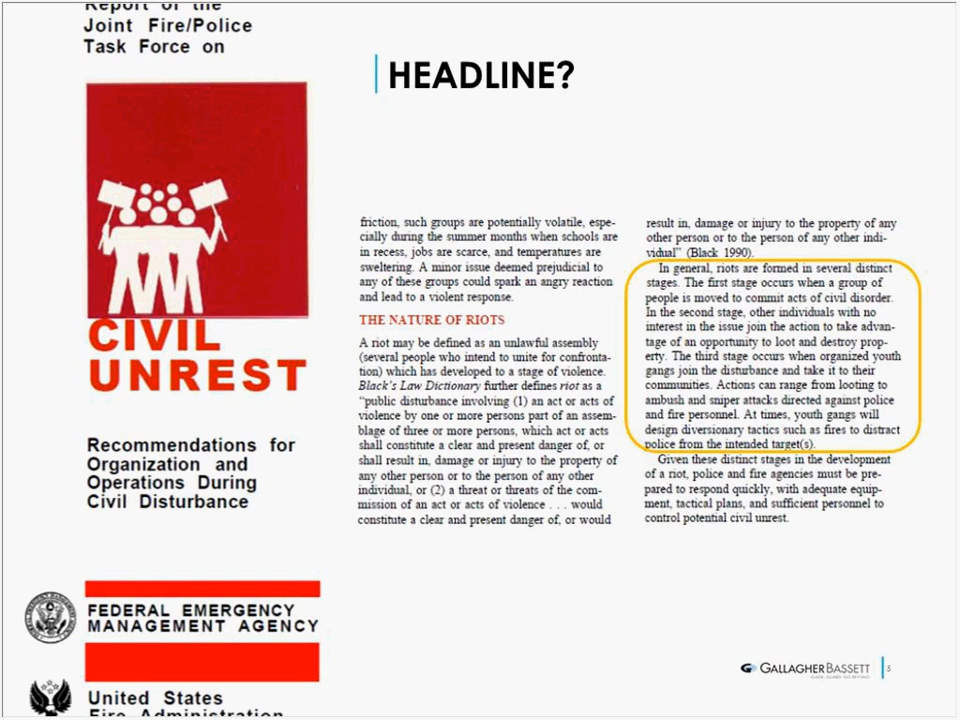 Report of the
Joint Fire/Police
Task Force on
CIVIL
UNREST
Recommendations for
Organization and
Operations During
Civil Disturbance
FEDERAL EMERGENCY
MANAGEMENT AGENCY
United States
Fire Administration
HEADLINE?
friction, such groups are potentially volatile, espe-
cially during the summer months when schools are
in recess, jobs are scarce, and temperatures are
sweltering. A minor issue deemed prejudicial to
any of these groups could spark an angry reaction
and lead to a violent response.
THE NATURE OF RIOTS
A riot may be defined as an unlawful assembly
(several people who intend to unite for confronta-
tion) which has developed to a stage of violence.
Black's Law Dictionary further defines riot as a
"public disturbance involving (1) an act or acts of
violence by one or more persons part of an assem-
blage of three or more persons, which act or acts
shall constitute a clear and present danger of, or
shall result in, damage or injury to the property of
any other person or to the person of any other
individual, or (2) a threat or threats of the com-
mission of an act or acts of violence . . . would
constitute a clear and present danger of, or would
result in, damage or injury to the property of any
other person or to the person of any other indi-
vidual" (Black 1990).
In general, riots are formed in several distinct
stages. The first stage occurs when a group of
people is moved to commit acts of civil disorder.
In the second stage, other individuals with no
interest in the issue join the action to take advan-
tage of an opportunity to loot and destroy prop-
erty. The third stage occurs when organized youth
gangs join the disturbance and take it to their
communities. Actions can range from looting to
ambush and sniper attacks directed against police
and fire personnel. At times, youth gangs will
design diversionary tactics such as fires to distract
police from the intended target(s).
Given these distinct stages in the development
of a riot, police and fire agencies must be pre-
pared to respond quickly, with adequate equip-
ment, tactical plans, and sufficient personnel to
control potential civil unrest.
GALLAGHER BASSETT
5